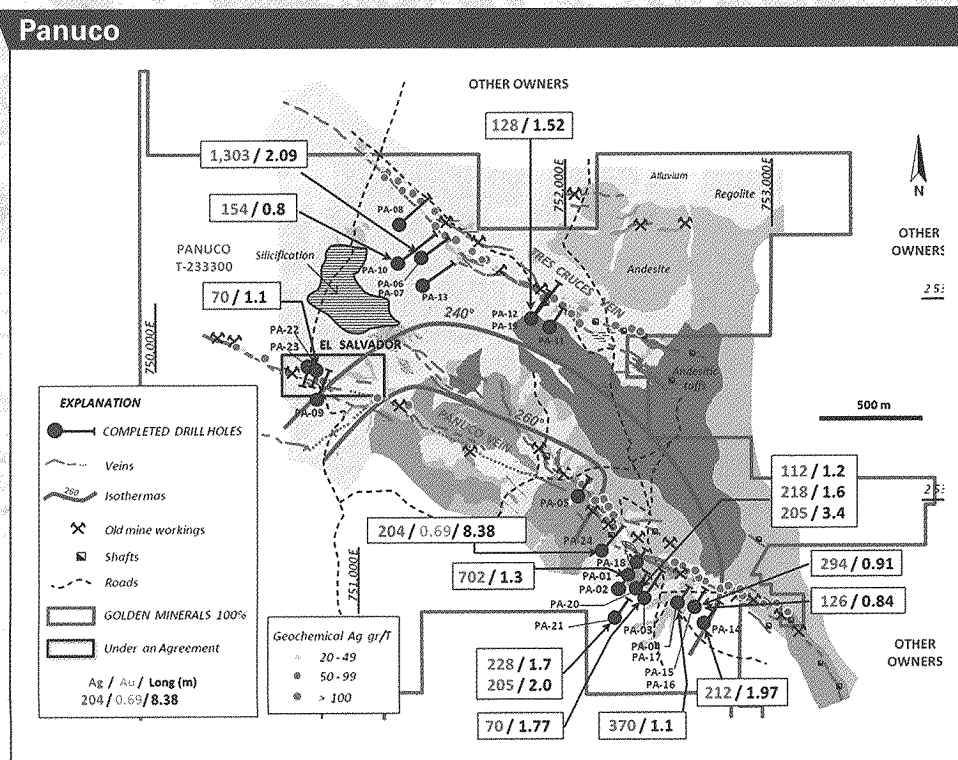 Panuco
OTHER OWNERS
128 / 1.52
1,303 / 2.09
752,000 E
753,000 E
Alluvium
Regolite
N
154 / 0.8
PA-08
OTHER
OWNERS
PANUCO
T-233300
Silicification
PA-10
PA-06
PA-07
PA-13
TRES CRUCES VEIN
Andesite
70 / 1.1
240°
PA-12
PA-19
750,000 E
PA-22
PA-23
EL SALVADOR
Andesitic
tuffs
PA-09
260°
PANUCO VEIN
500 m
EXPLANATION
COMPLETED DRILL HOLES
Veins
260
Isothermas
Old mine workings
Shafts
Roads
GOLDEN MINERALS 100%
Under an Agreement
Ag / Au / Long (m)
204 / 0.69 / 8.38
751,000 E
Geochemical Ag gr/T
20 - 49
50 - 99
> 100
112 / 1.2
218 / 1.6
205 / 3.4
PA-05
204 / 0.69 / 8.38
PA-24
702 / 1.3
PA-18
PA-01
PA-02
PA-20
PA-21
PA-03
PA-04
PA-17
PA-15
PA-16
PA-14
294 / 0.91
126 / 0.84
OTHER
OWNERS
228 / 1.7
205 / 2.0
212 / 1.97
70 / 1.77
370 / 1.1